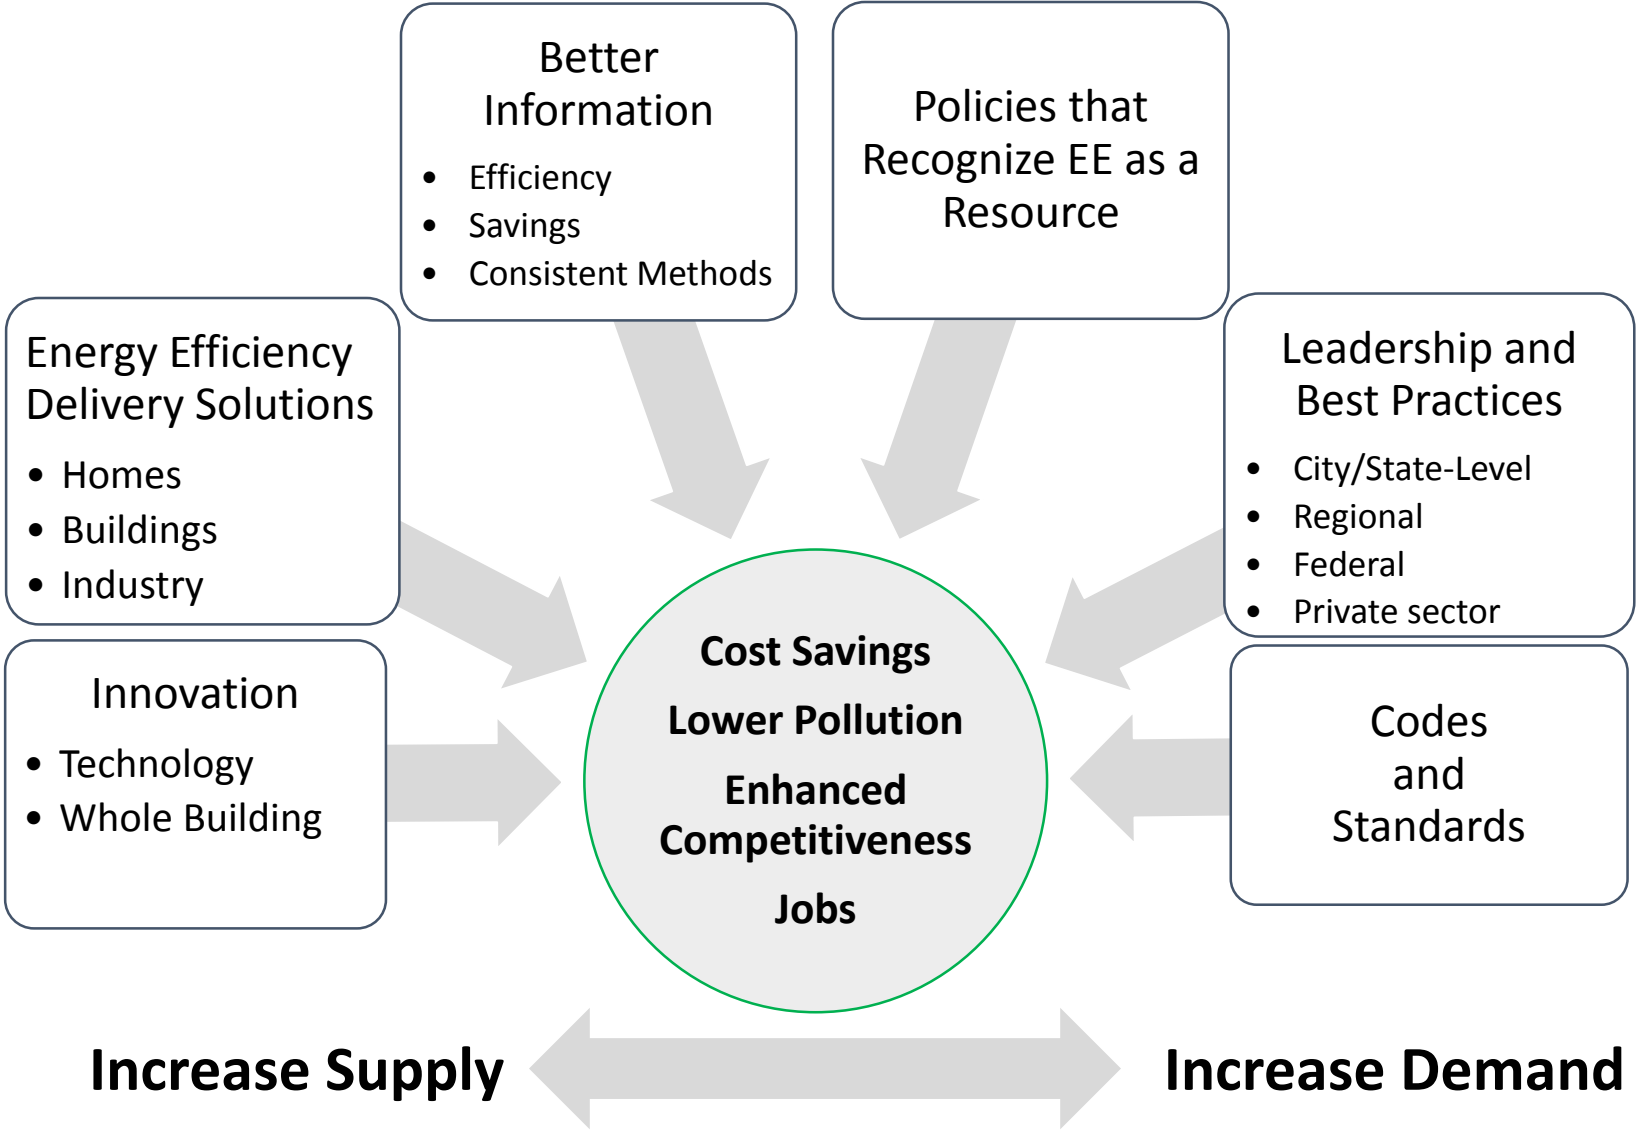 Better
Information
• Efficiency
• Savings
• Consistent Methods
Policies that
Recognize EE as a
Resource
Energy Efficiency
Delivery Solutions
• Homes
• Buildings
• Industry
Leadership and
Best Practices
• City/State-Level
• Regional
• Federal
• Private sector
Innovation
• Technology
• Whole Building
Cost Savings
Lower Pollution
Enhanced
Competitiveness
Jobs
Codes
and
Standards
Increase Supply
Increase Demand